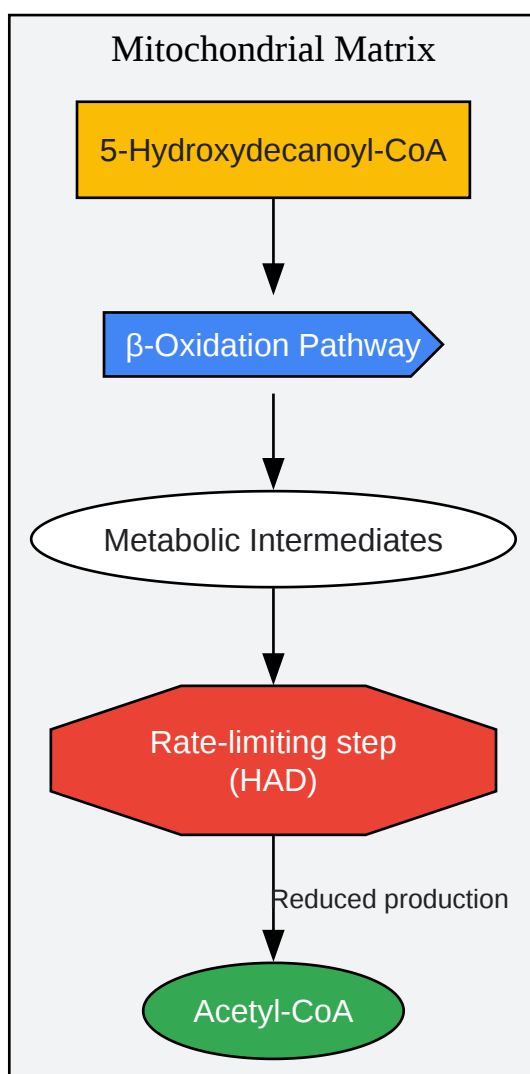 Mitochondrial Matrix
5-Hydroxydecanoyl-CoA
β-Oxidation Pathway
Metabolic Intermediates
Rate-limiting step
(HAD)
Reduced production
Acetyl-CoA